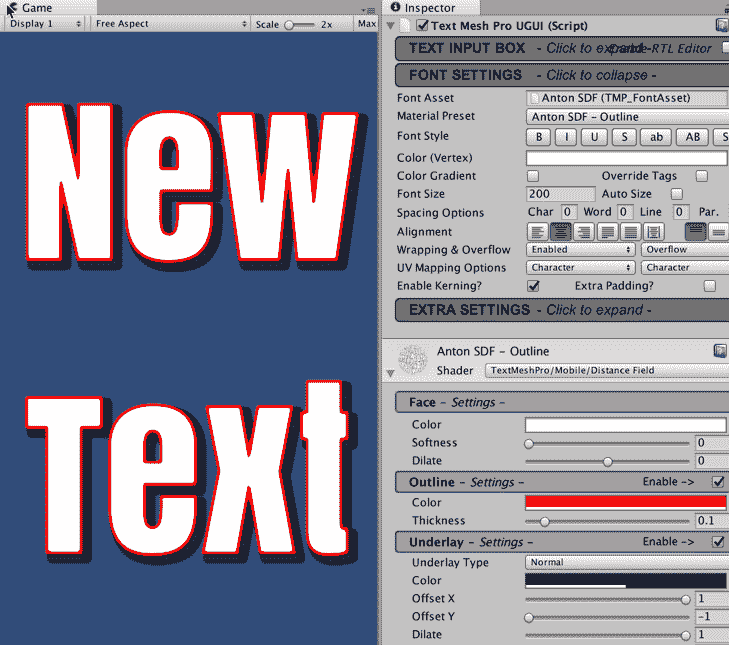 Game
Display 1 Free Aspect Scale 2x Max
New
Text
Inspector
Text Mesh Pro UGUI (Script)
TEXT INPUT BOX - Click to expand - RTL Editor
FONT SETTINGS - Click to collapse -
Font Asset Anton SDF (TMP_FontAsset)
Material Preset Anton SDF - Outline
Font Style B I U S ab AB S
Color (Vertex)
Color Gradient Override Tags
Font Size 200 Auto Size
Spacing Options Char 0 Word 0 Line 0 Par.
Alignment
Wrapping & Overflow Enabled Overflow
UV Mapping Options Character Character
Enable Kerning? Extra Padding?
EXTRA SETTINGS - Click to expand -
Anton SDF - Outline
Shader TextMeshPro/Mobile/Distance Field
Face - Settings -
Color
Softness 0
Dilate 0
Outline - Settings - Enable ->
Color
Thickness 0.1
Underlay - Settings - Enable ->
Underlay Type Normal
Color
Offset X 1
Offset Y -1
Dilate 1